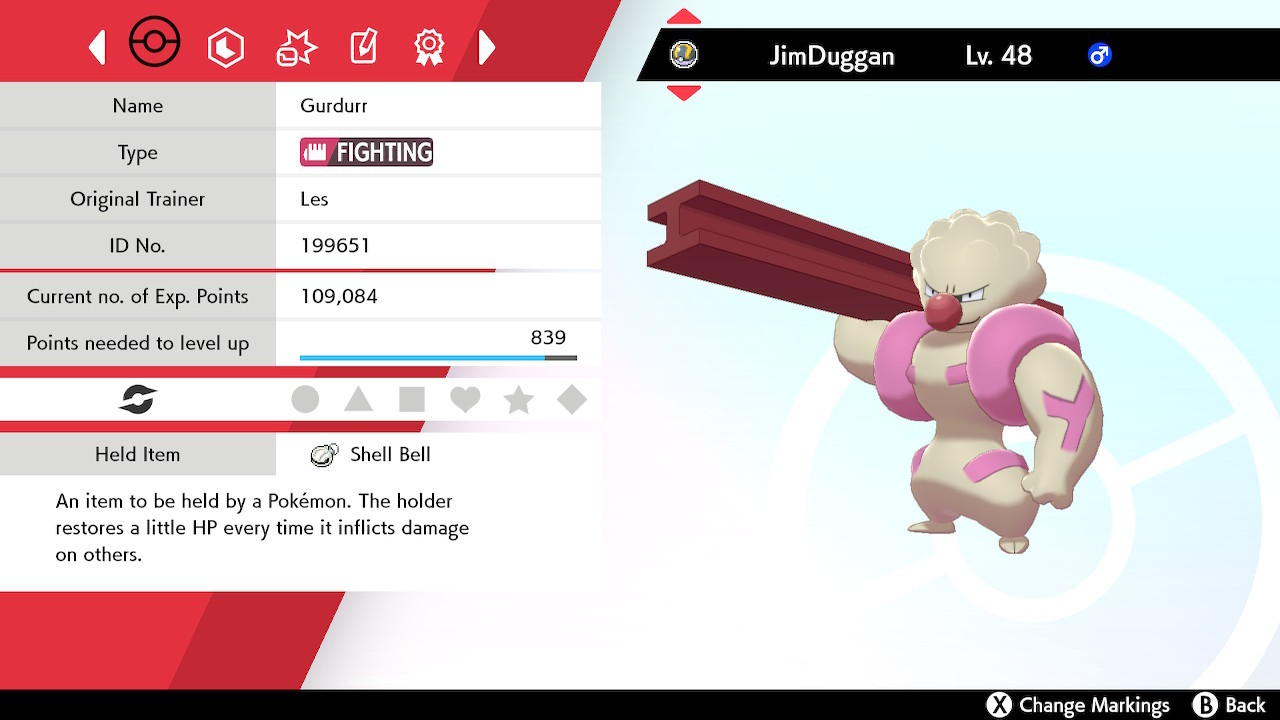 JimDuggan Lv. 48
Name Gurdurr
Type FIGHTING
Original Trainer Les
ID No. 199651
Current no. of Exp. Points 109,084
Points needed to level up 839
Held Item Shell Bell
An item to be held by a Pokémon. The holder
restores a little HP every time it inflicts damage
on others.
X Change Markings B Back